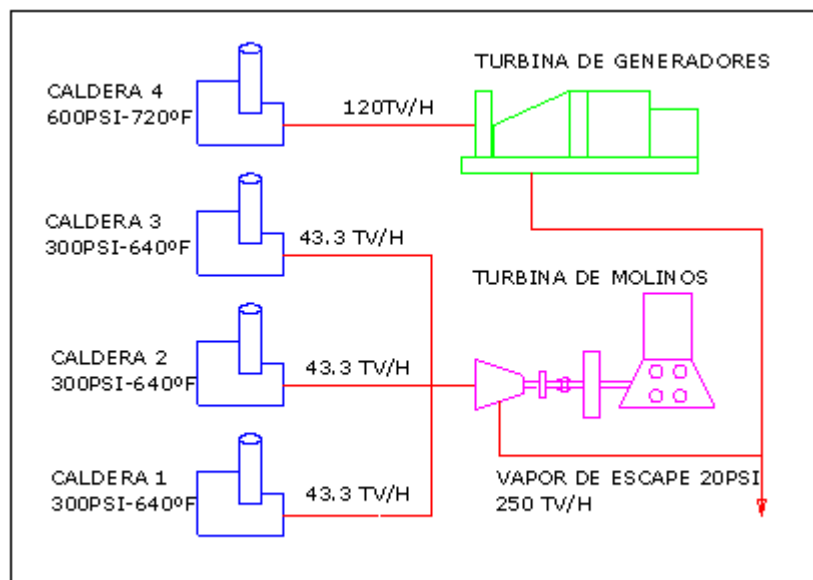 CALDERA 4
600PSI-720ºF
120TV/H
TURBINA DE GENERADORES
CALDERA 3
300PSI-640ºF
43.3 TV/H
TURBINA DE MOLINOS
CALDERA 2
300PSI-640ºF
43.3 TV/H
CALDERA 1
300PSI-640ºF
43.3 TV/H
VAPOR DE ESCAPE 20PSI
250 TV/H